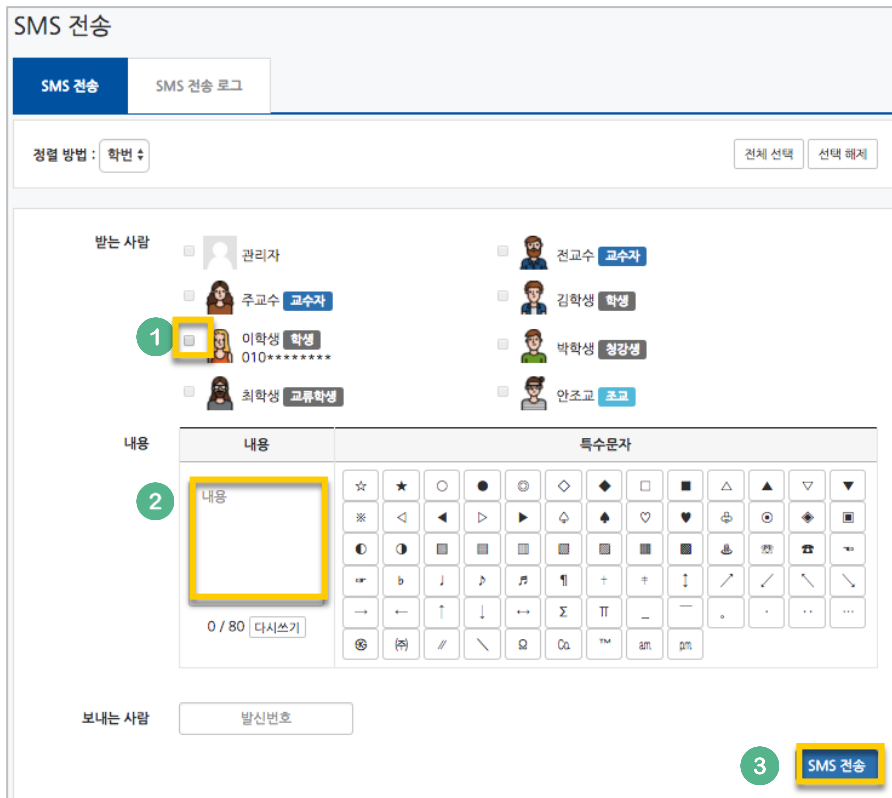 SMS 전송
SMS 전송 SMS 전송 로그
정렬 방법 : 학번 전체 선택 선택 해제
받는 사람 관리자 전교수 교수자
주교수 교수자 김학생 학생
1 이학생 학생 박학생 청강생
010********
최학생 교류학생 안조교 조교
내용 내용 특수문자
2 내용
☆ ★ ○ ● ◎ ◇ ◆ □ ■ △ ▲ ▽ ▼
※ ◁ ◀ ▷ ▶ ♤ ♠ ♡ ♥ ♧ ⊙ ◈ ▣
◐ ◑ ▒ ▤ ▥ ▨ ▧ ▦ ▩ ♨ ☏ ☎ ☜
☞ ♭ ♩ ♪ ♬ ¶ † ‡ ↕ ↗ ↙ ↖ ↘
→ ← ↑ ↓ ↔ Σ Π _ ― 。 · ‥ …
0 / 80 다시쓰기
㉿ ㈜ ∥ \ Ω ㏇ ™ ㏂ ㏘
보내는 사람 발신번호
3 SMS 전송